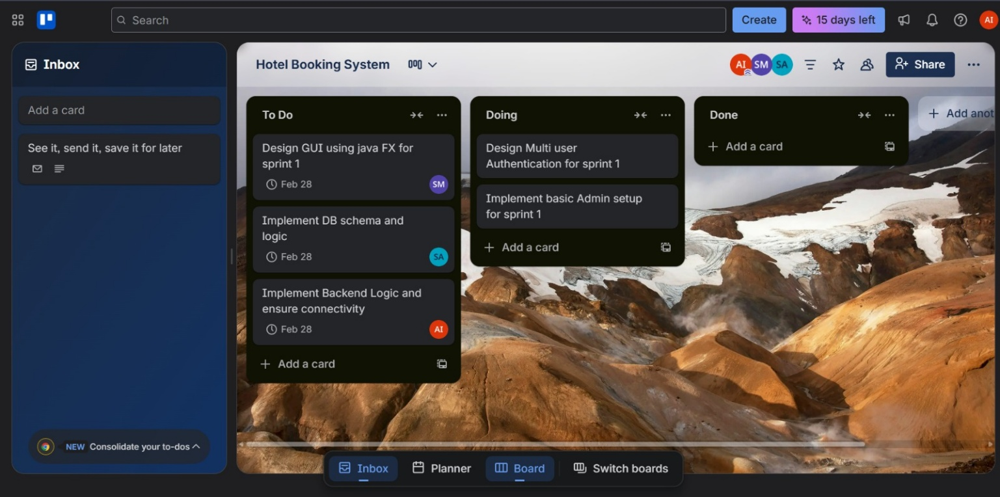 Search
Create
15 days left
AI
Inbox
Add a card
See it, send it, save it for later
NEW Consolidate your to-dos
Hotel Booking System
AI SM SA
Share
To Do
Design GUI using java FX for
sprint 1
Feb 28
SM
Implement DB schema and
logic
Feb 28
SA
Implement Backend Logic and
ensure connectivity
Feb 28
AI
Add a card
Doing
Design Multi user
Authentication for sprint 1
Implement basic Admin setup
for sprint 1
Add a card
Done
Add a card
Add anot
Inbox
Planner
Board
Switch boards